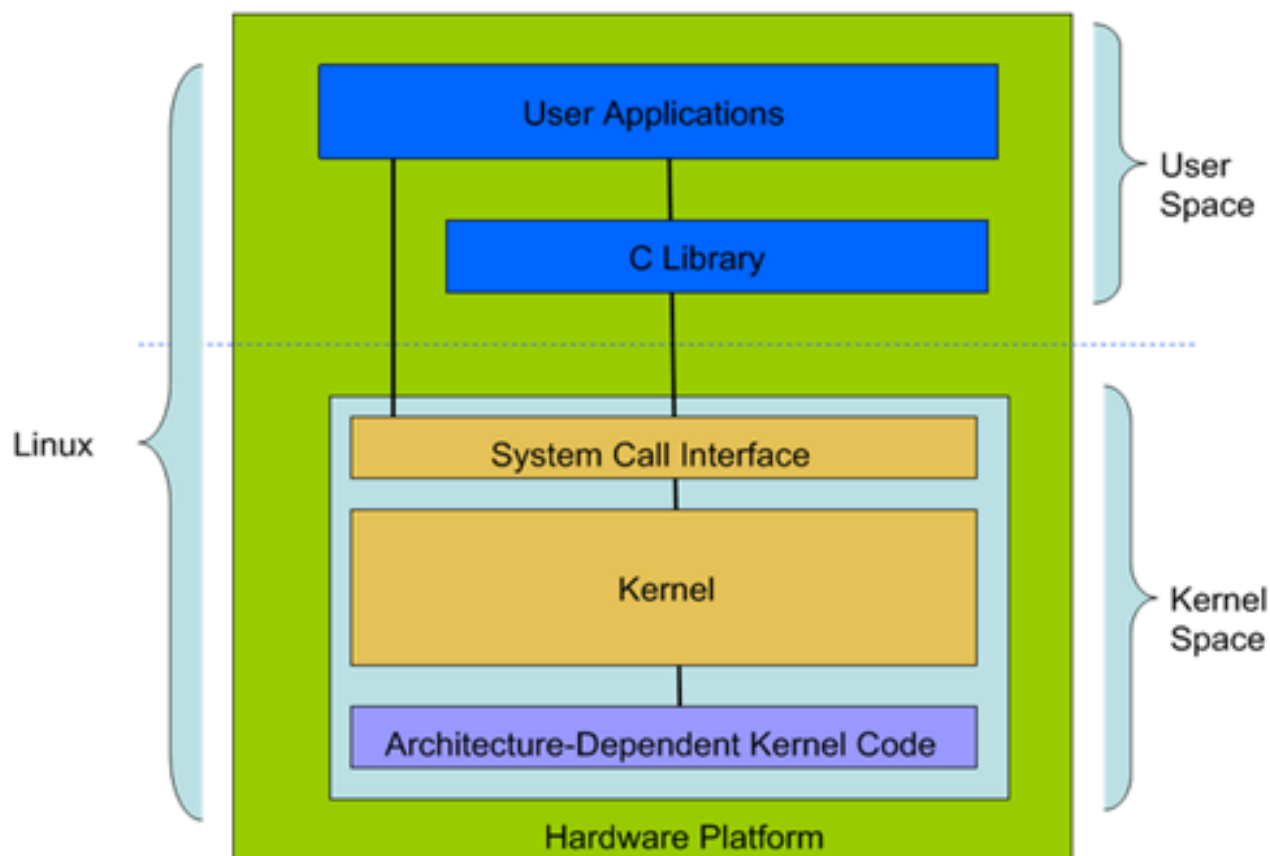 User Applications
User
Space
C Library
Linux
System Call Interface
Kernel
Kernel
Space
Architecture-Dependent Kernel Code
Hardware Platform